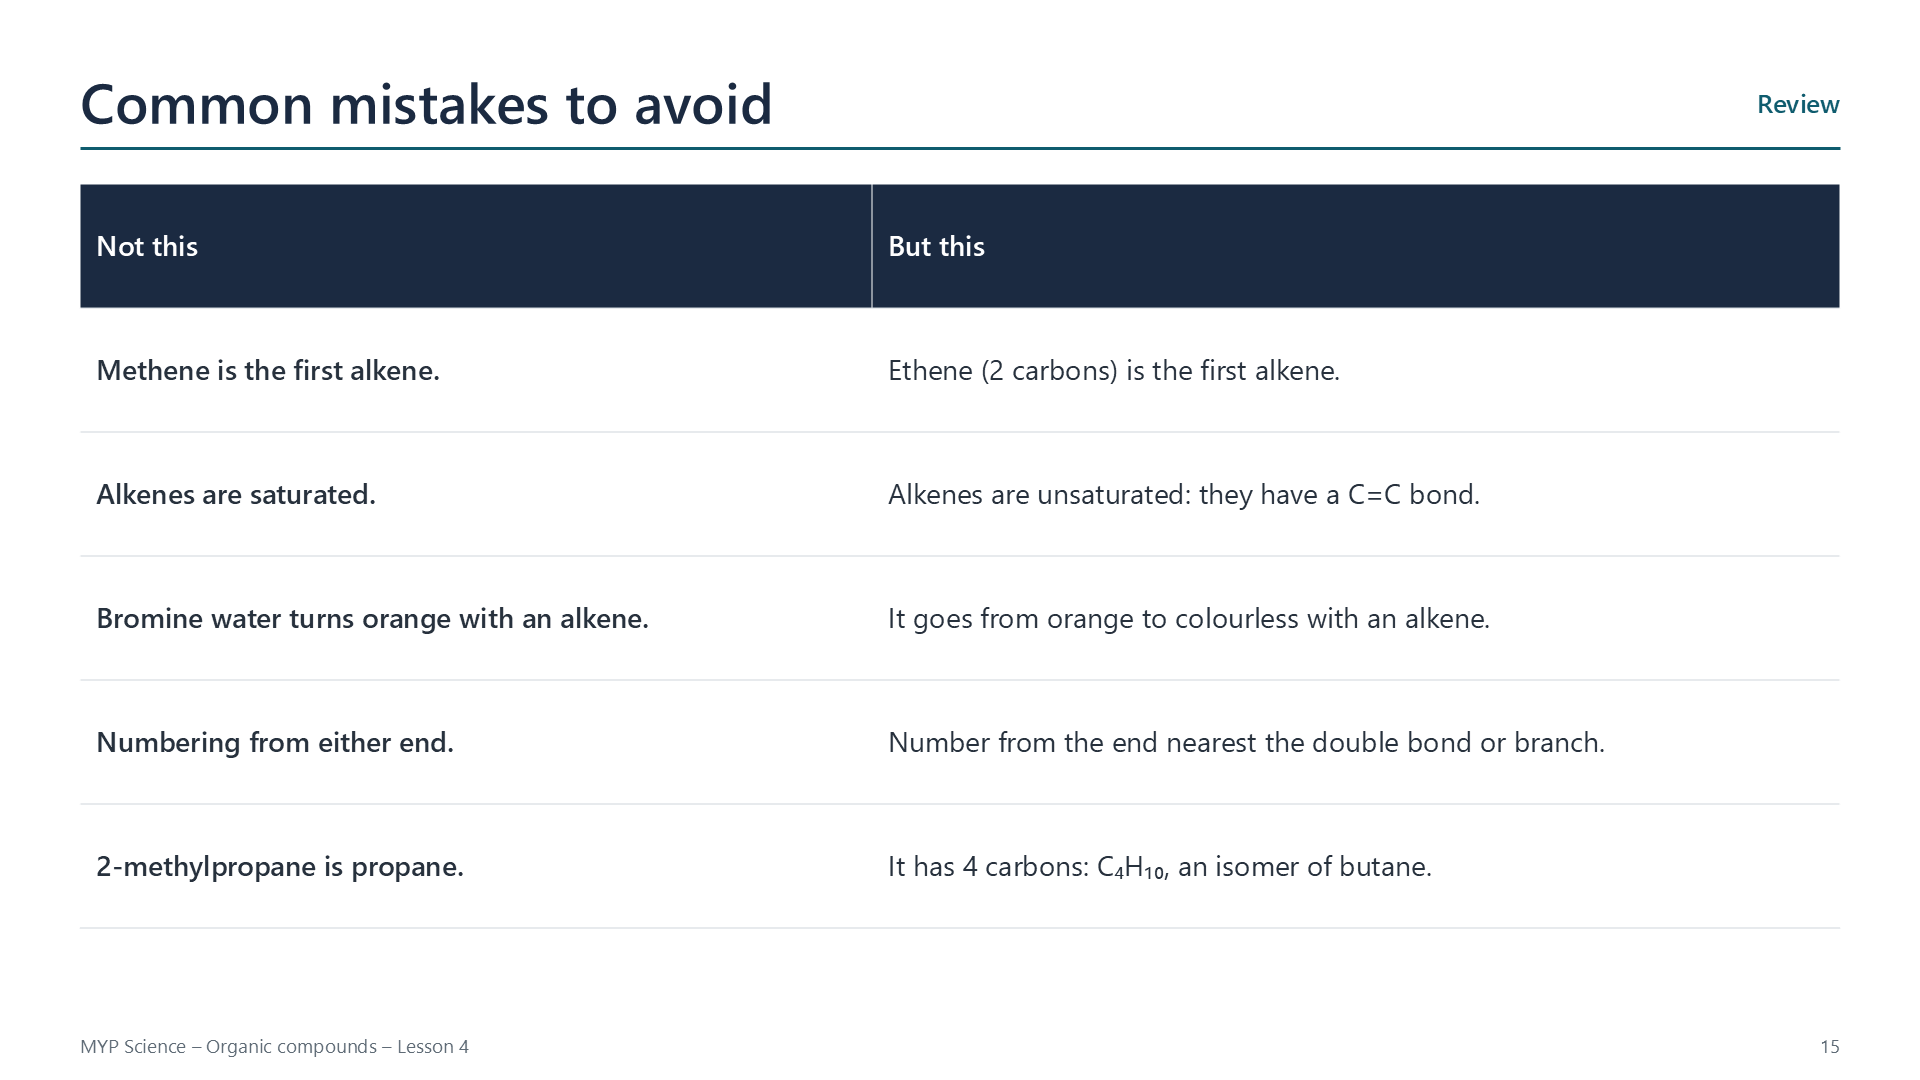 Common mistakes to avoid
Review
Not this
But this
Methene is the first alkene.
Ethene (2 carbons) is the first alkene.
Alkenes are saturated.
Alkenes are unsaturated: they have a C=C bond.
Bromine water turns orange with an alkene.
It goes from orange to colourless with an alkene.
Numbering from either end.
Number from the end nearest the double bond or branch.
2-methylpropane is propane.
It has 4 carbons: C₄H₁₀, an isomer of butane.
MYP Science – Organic compounds – Lesson 4
15